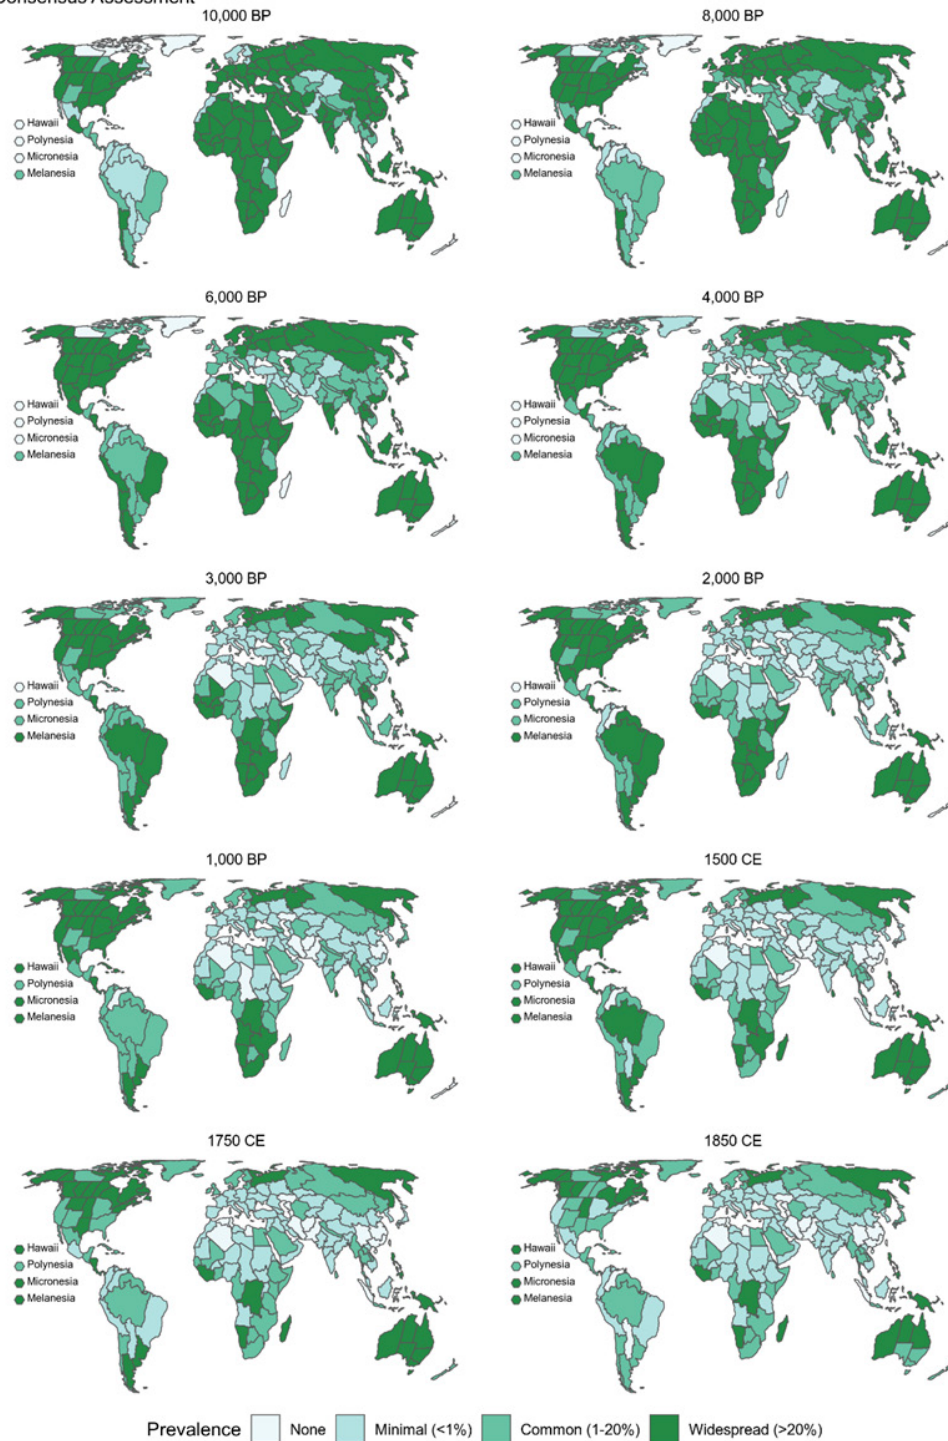 Consensus Assessment
10,000 BP
8,000 BP
Hawaii
Polynesia
Micronesia
Melanesia
Hawaii
Polynesia
Micronesia
Melanesia
6,000 BP
4,000 BP
Hawaii
Polynesia
Micronesia
Melanesia
Hawaii
Polynesia
Micronesia
Melanesia
3,000 BP
2,000 BP
Hawaii
Polynesia
Micronesia
Melanesia
Hawaii
Polynesia
Micronesia
Melanesia
1,000 BP
1500 CE
Hawaii
Polynesia
Micronesia
Melanesia
Hawaii
Polynesia
Micronesia
Melanesia
1750 CE
1850 CE
Hawaii
Polynesia
Micronesia
Melanesia
Hawaii
Polynesia
Micronesia
Melanesia
Prevalence None Minimal (<1%) Common (1-20%) Widespread (>20%)